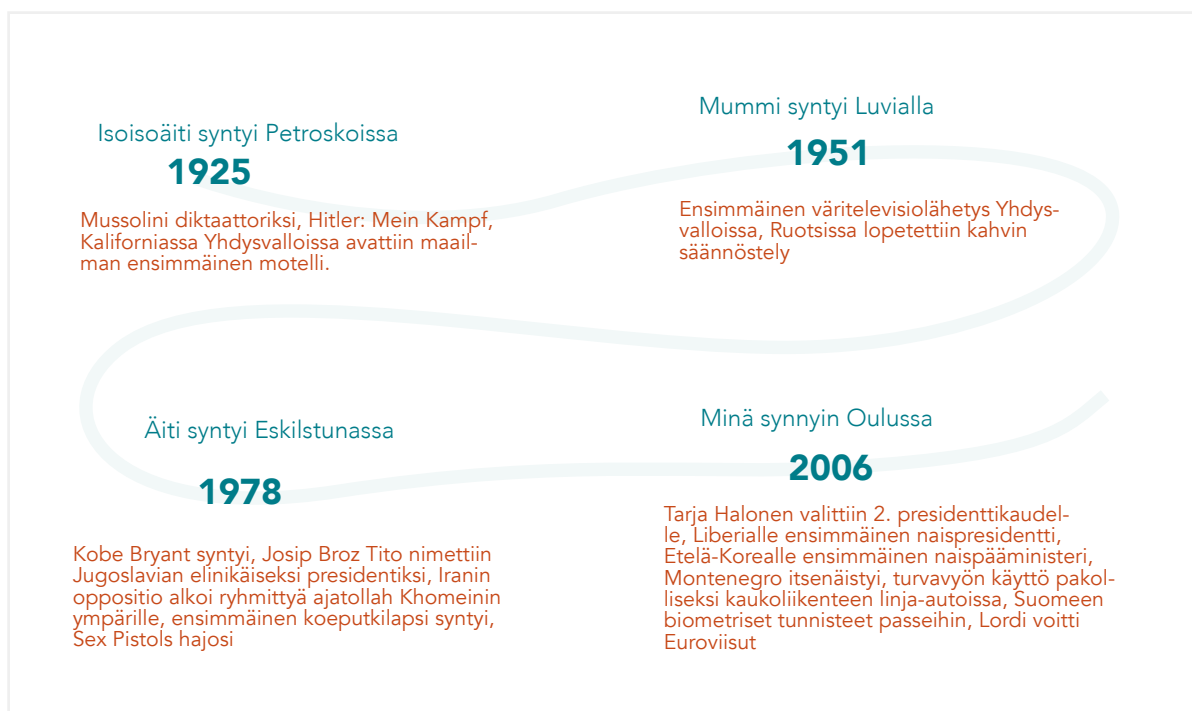 Isoisoäiti syntyi Petroskoissa
1925
Mussolini diktaattoriksi, Hitler: Mein Kampf,
Kaliforniassa Yhdysvalloissa avattiin maail-
man ensimmäinen motelli.
Mummi syntyi Luvialla
1951
Ensimmäinen väritelevisiolähetys Yhdys-
valloissa, Ruotsissa lopetettiin kahvin
säännöstely
Äiti syntyi Eskilstunassa
1978
Kobe Bryant syntyi, Josip Broz Tito nimettiin
Jugoslavian elinikäiseksi presidentiksi, Iranin
oppositio alkoi ryhmittyä ajatollah Khomeinin
ympärille, ensimmäinen koeputkilapsi syntyi,
Sex Pistols hajosi
Minä synnyin Oulussa
2006
Tarja Halonen valittiin 2. presidenttikaudel-
le, Liberialle ensimmäinen naispresidentti,
Etelä-Korealle ensimmäinen naispääministeri,
Montenegro itsenäistyi, turvavyön käyttö pakol-
liseksi kaukoliikenteen linja-autoissa, Suomeen
biometriset tunnisteet passeihin, Lordi voitti
Euroviisut